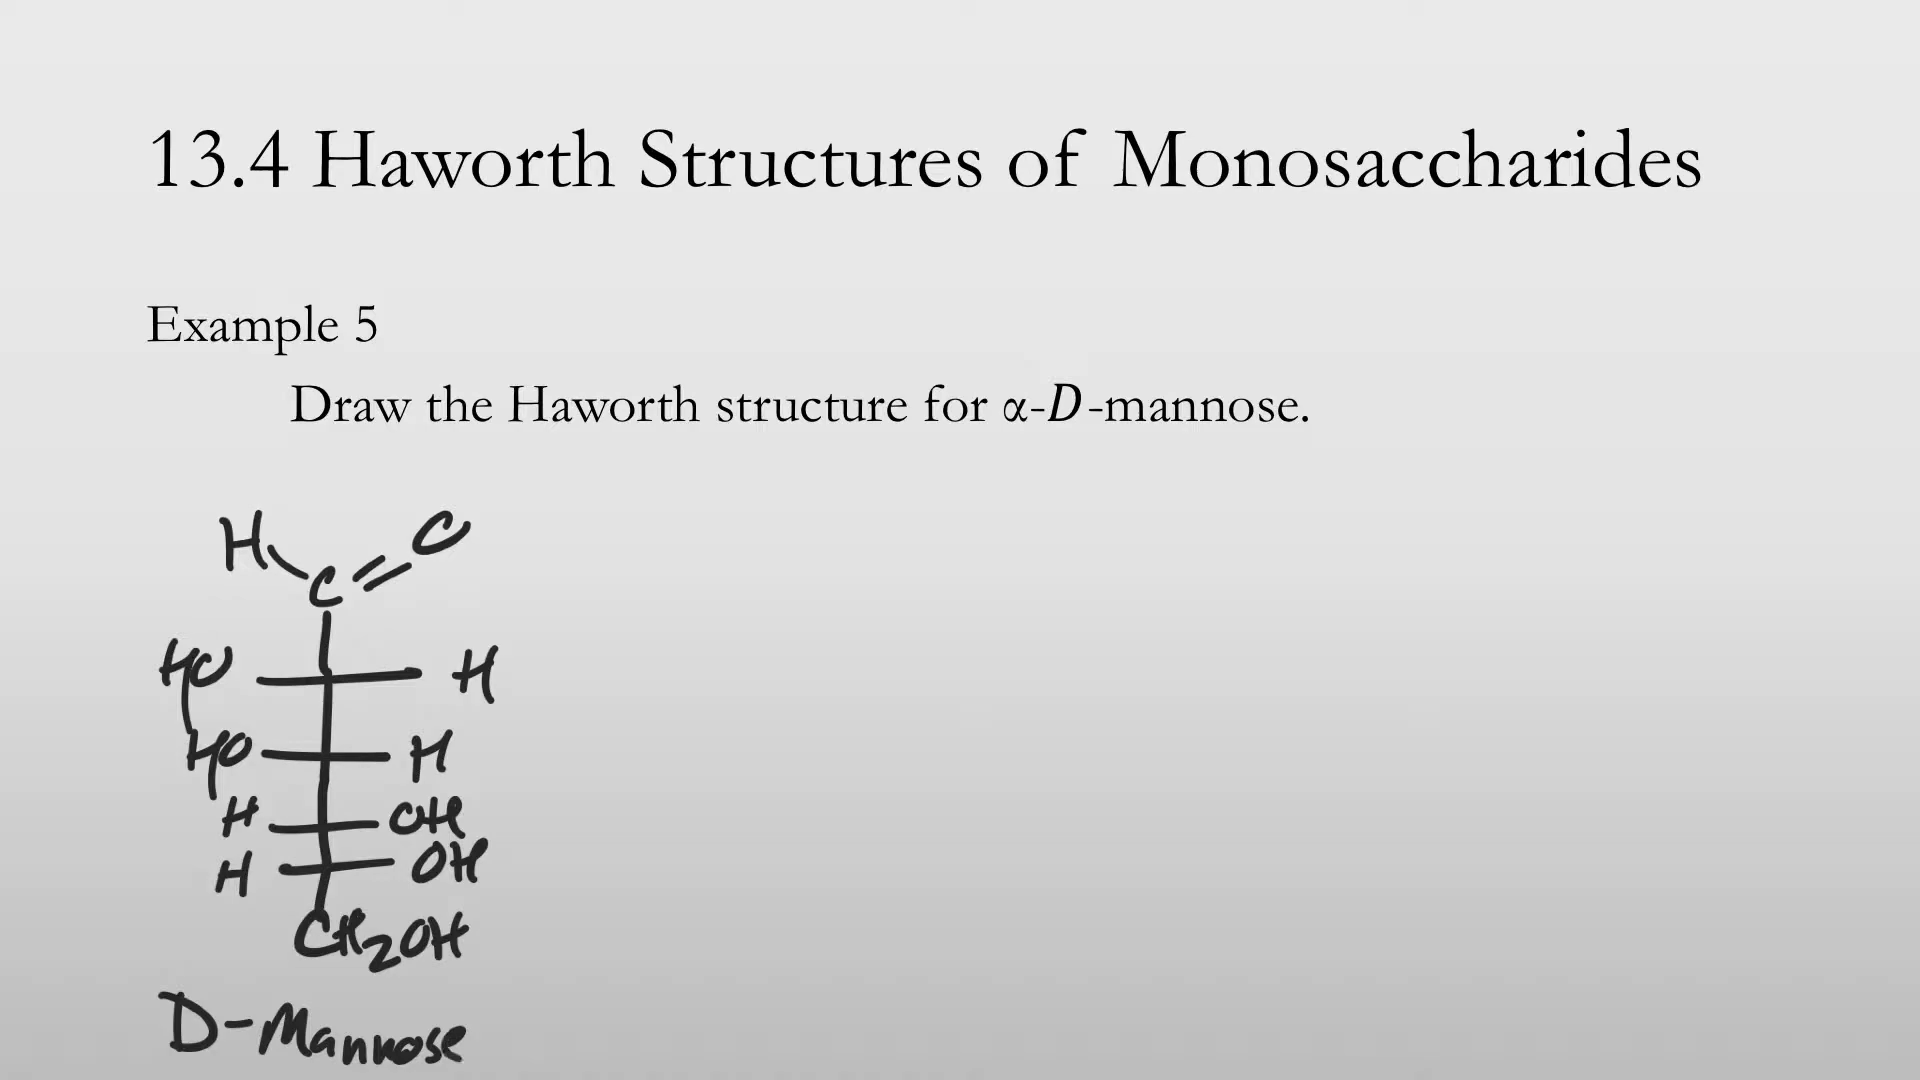 13.4 Haworth Structures of Monosaccharides
Example 5
Draw the Haworth structure for α-D-mannose.
H O
C
HO H
HO H
H OH
H OH
CH2OH
D-Mannose